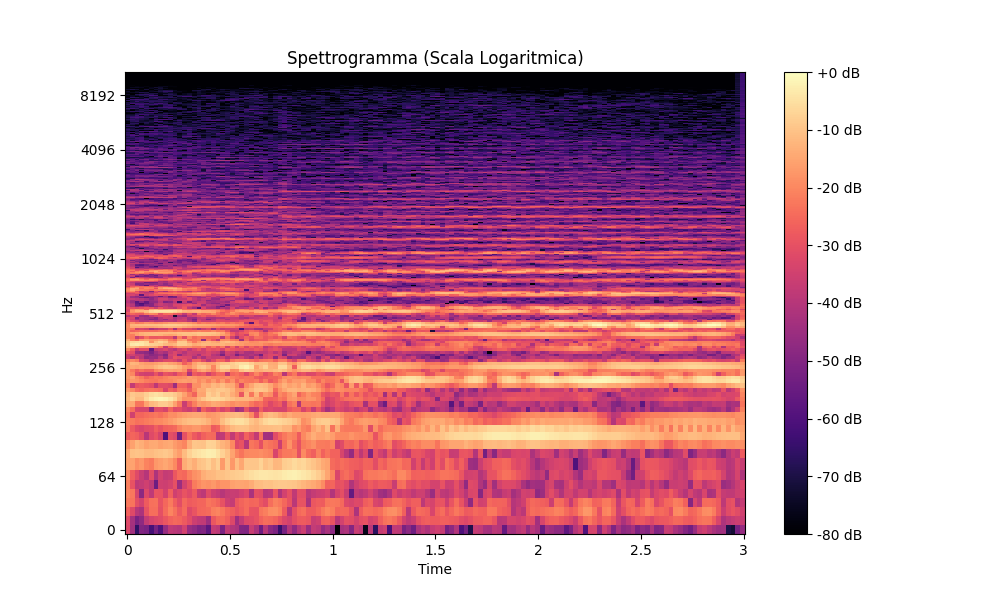 Spettrogramma (Scala Logaritmica)
Hz
8192
4096
2048
1024
512
256
128
64
0
0
0.5
1
1.5
2
2.5
3
Time
+0 dB
-10 dB
-20 dB
-30 dB
-40 dB
-50 dB
-60 dB
-70 dB
-80 dB